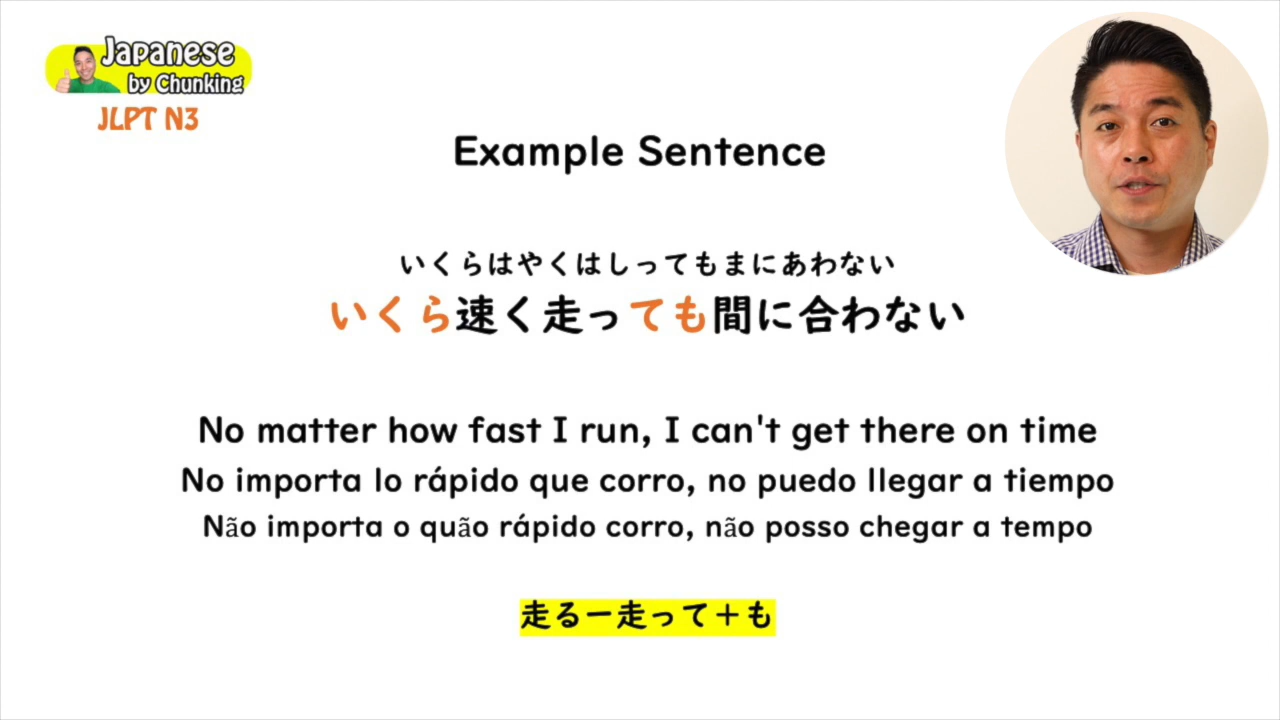 Japanese
by Chunking
JLPT N3
Example Sentence
いくらはやくはしってもまにあわない
いくら速く走っても間に合わない
No matter how fast I run, I can't get there on time
No importa lo rápido que corro, no puedo llegar a tiempo
Não importa o quão rápido corro, não posso chegar a tempo
走るー走って＋も